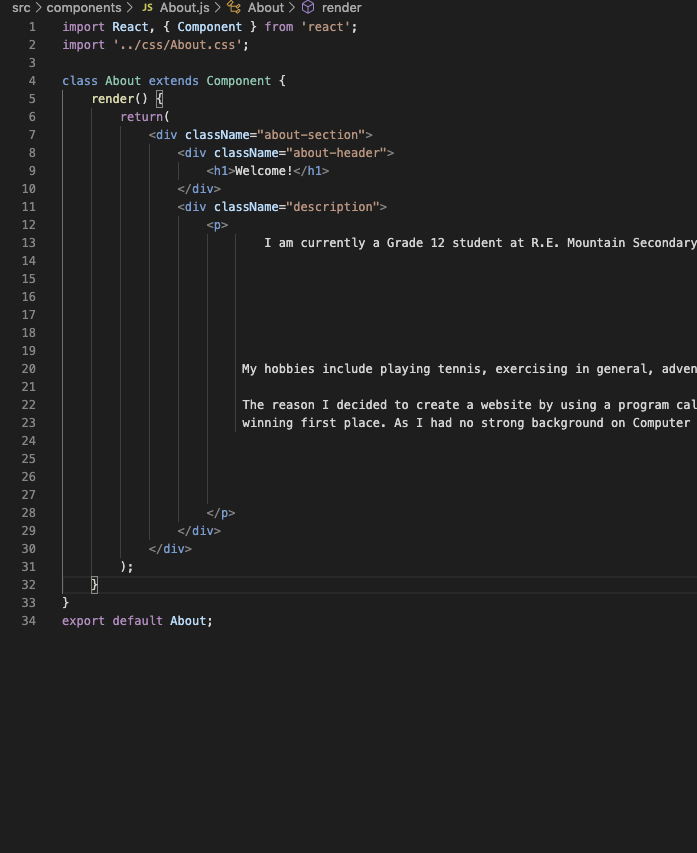 src > components > JS About.js > About > render
1 import React, { Component } from 'react';
2 import '../css/About.css';
3
4 class About extends Component {
5 render() {
6 return(
7 <div className="about-section">
8 <div className="about-header">
9 <h1>Welcome!</h1>
10 </div>
11 <div className="description">
12 <p>
13 I am currently a Grade 12 student at R.E. Mountain Secondary
14
15
16
17
18
19
20 My hobbies include playing tennis, exercising in general, adven
21
22 The reason I decided to create a website by using a program cal
23 winning first place. As I had no strong background on Computer
24
25
26
27
28 </p>
29 </div>
30 </div>
31 );
32 }
33 }
34 export default About;